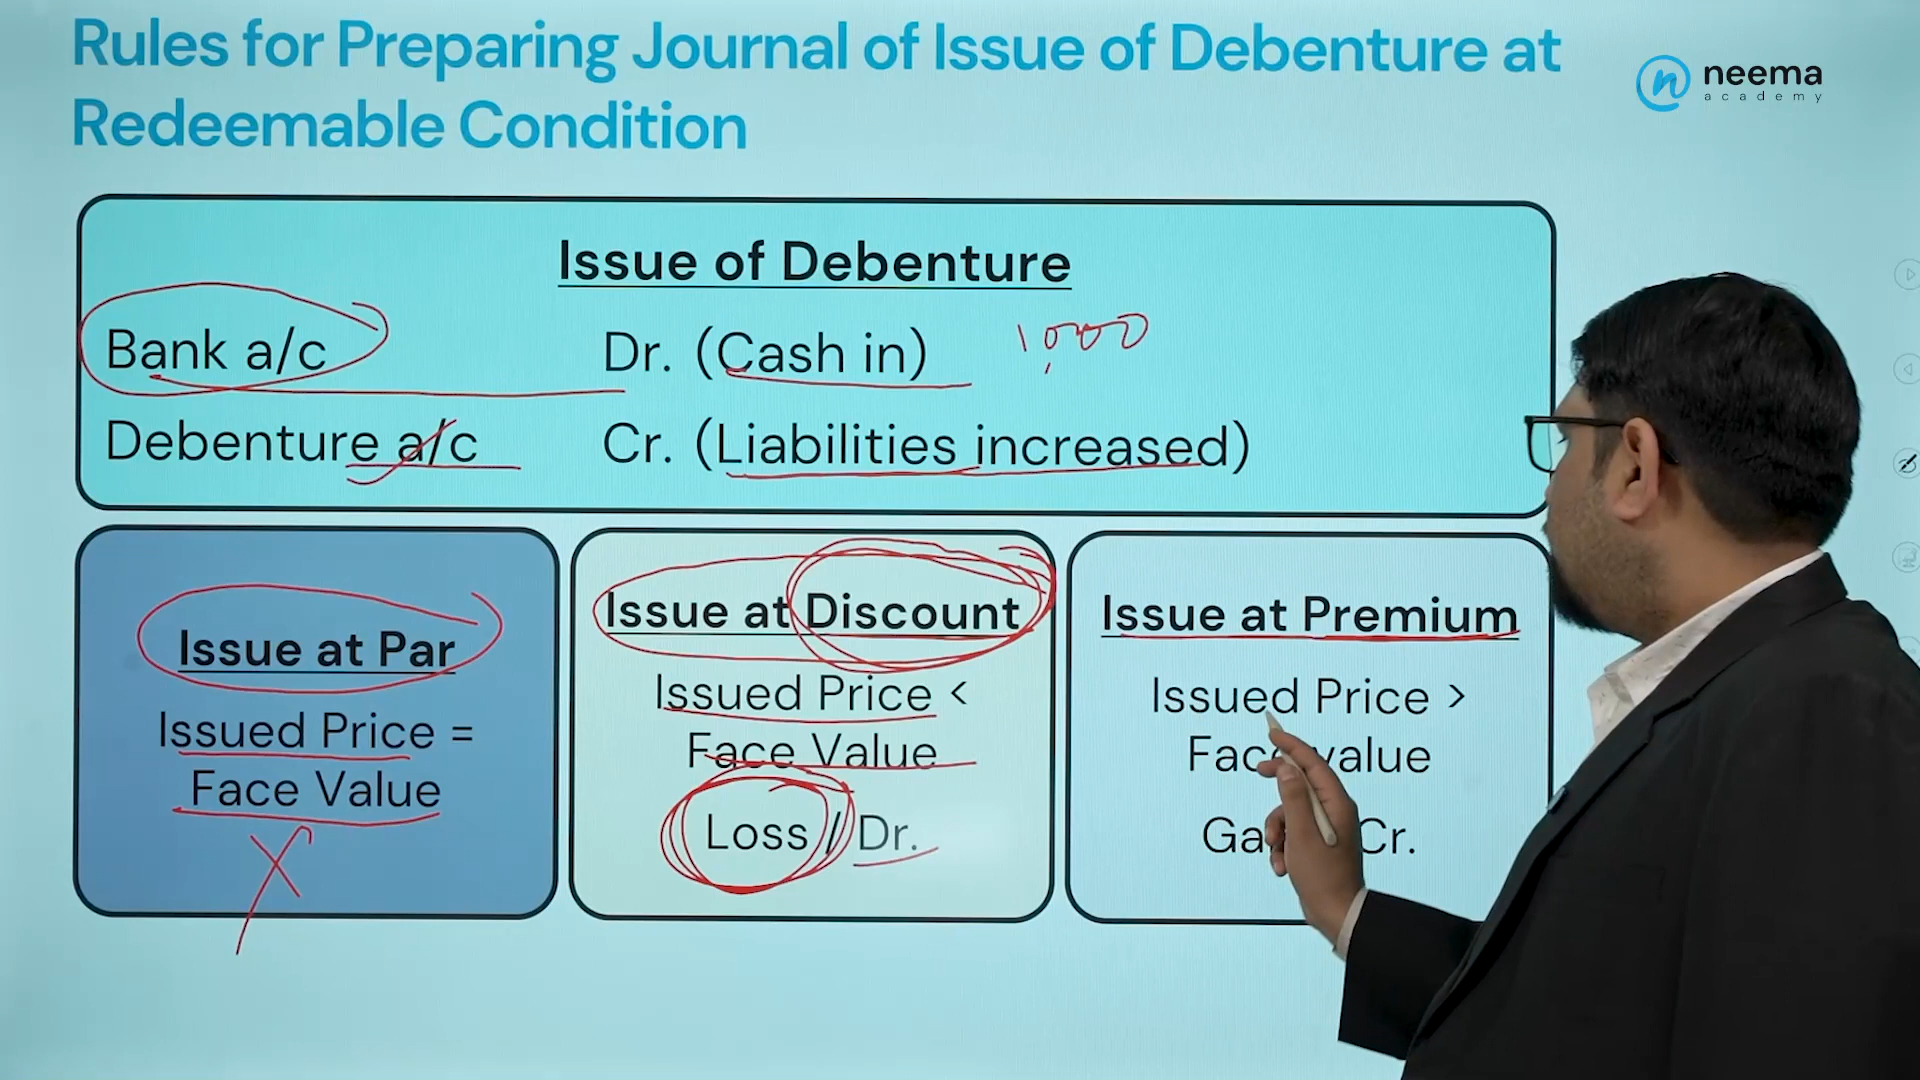 Rules for Preparing Journal of Issue of Debenture at
Redeemable Condition
neema
academy
Issue of Debenture
Bank a/c Dr. (Cash in) 1,000
Debenture a/c Cr. (Liabilities increased)
Issue at Par
Issued Price =
Face Value
X
Issue at Discount
Issued Price <
Face Value
Loss / Dr.
Issue at Premium
Issued Price >
value
Cr.